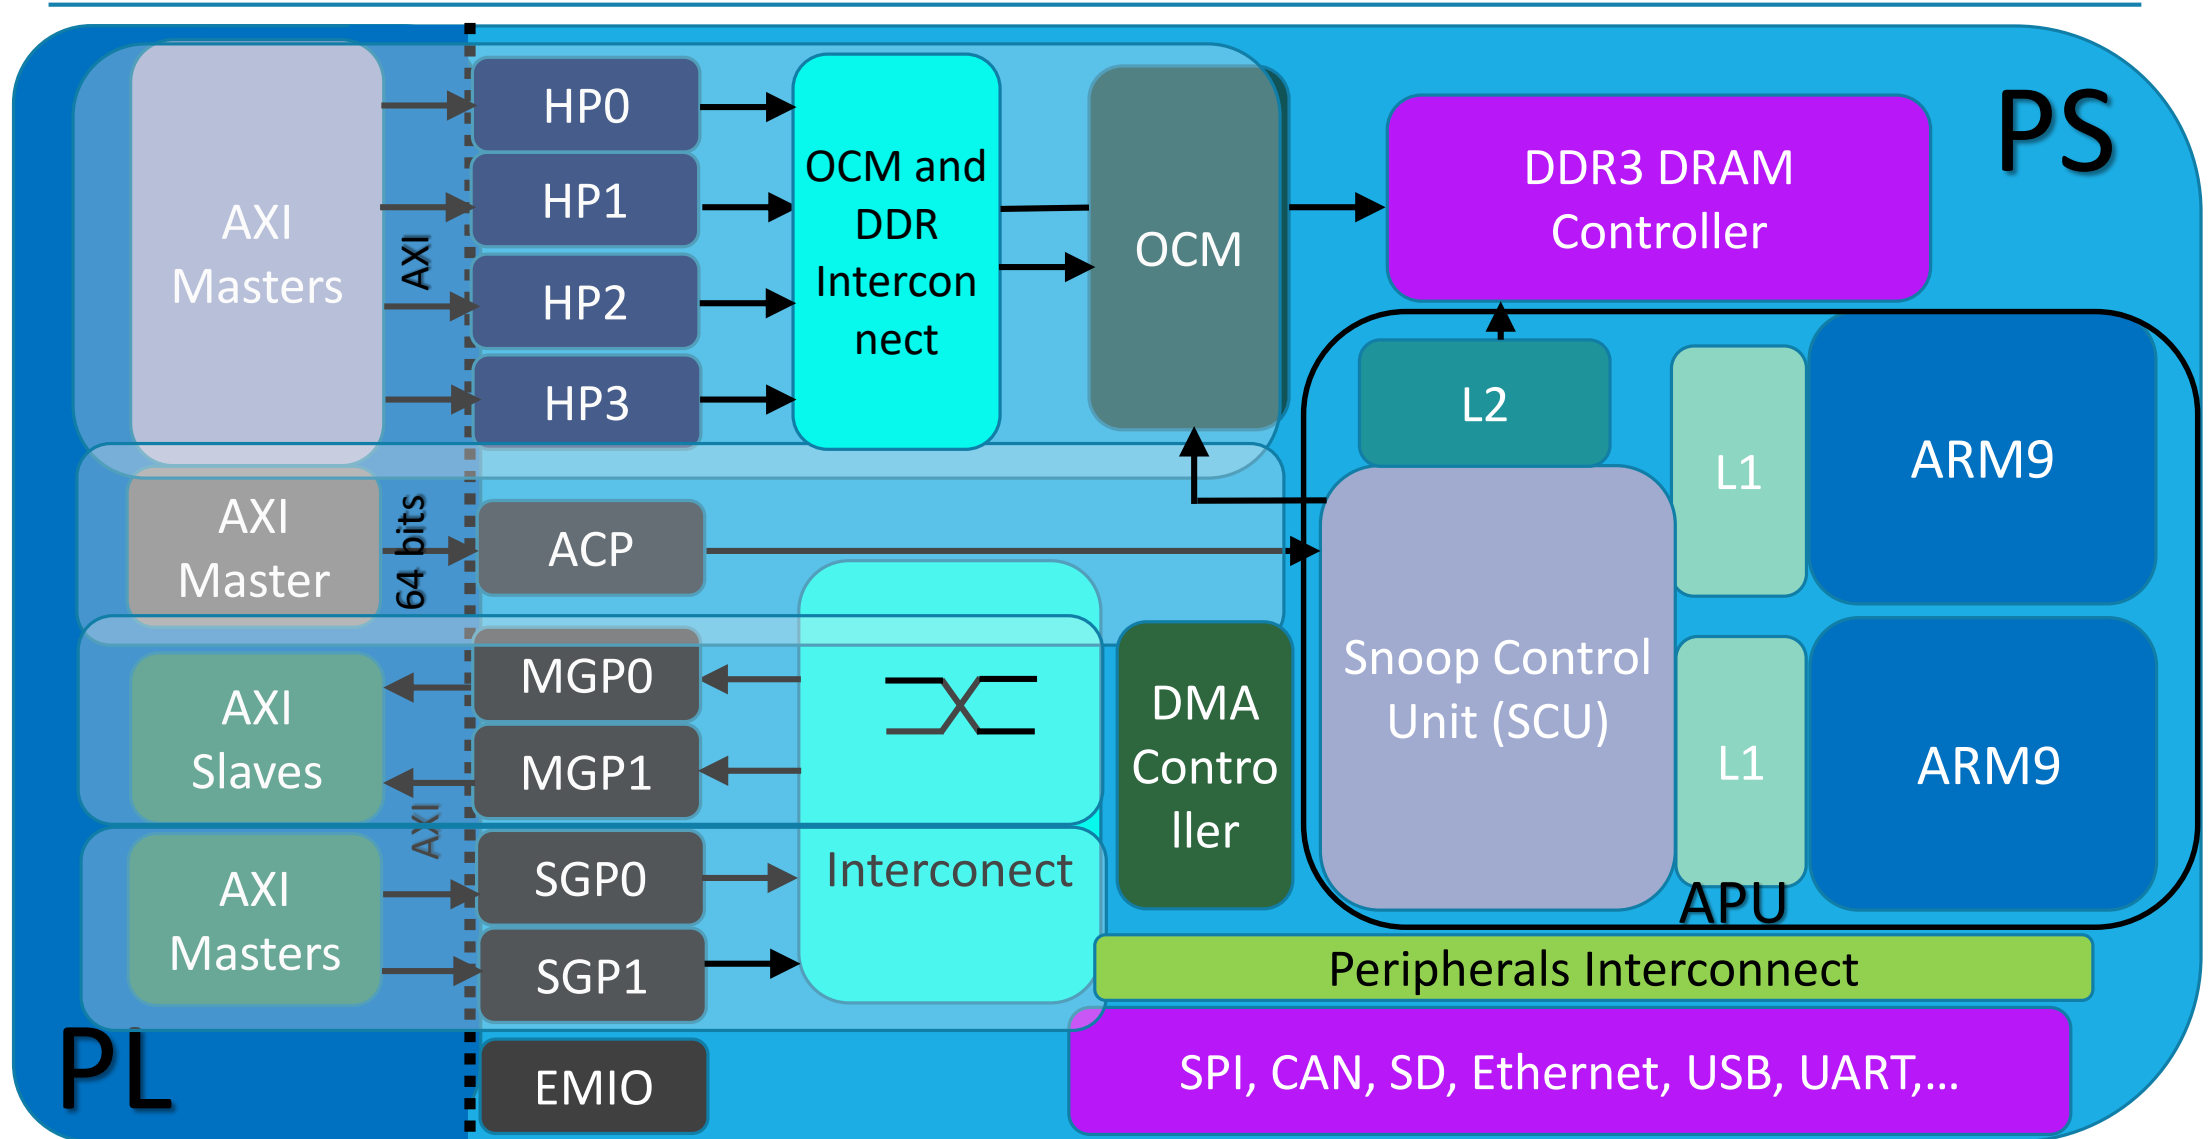 PS
AXI
Masters
AXI
HP0
HP1
HP2
HP3
OCM and
DDR
Intercon
nect
OCM
DDR3 DRAM
Controller
L2
L1
ARM9
AXI
Master
64 bits
ACP
Snoop Control
Unit (SCU)
L1
ARM9
APU
AXI
Slaves
MGP0
MGP1
AXI
DMA
Contro
ller
Interconect
AXI
Masters
SGP0
SGP1
Peripherals Interconnect
PL
EMIO
SPI, CAN, SD, Ethernet, USB, UART,...